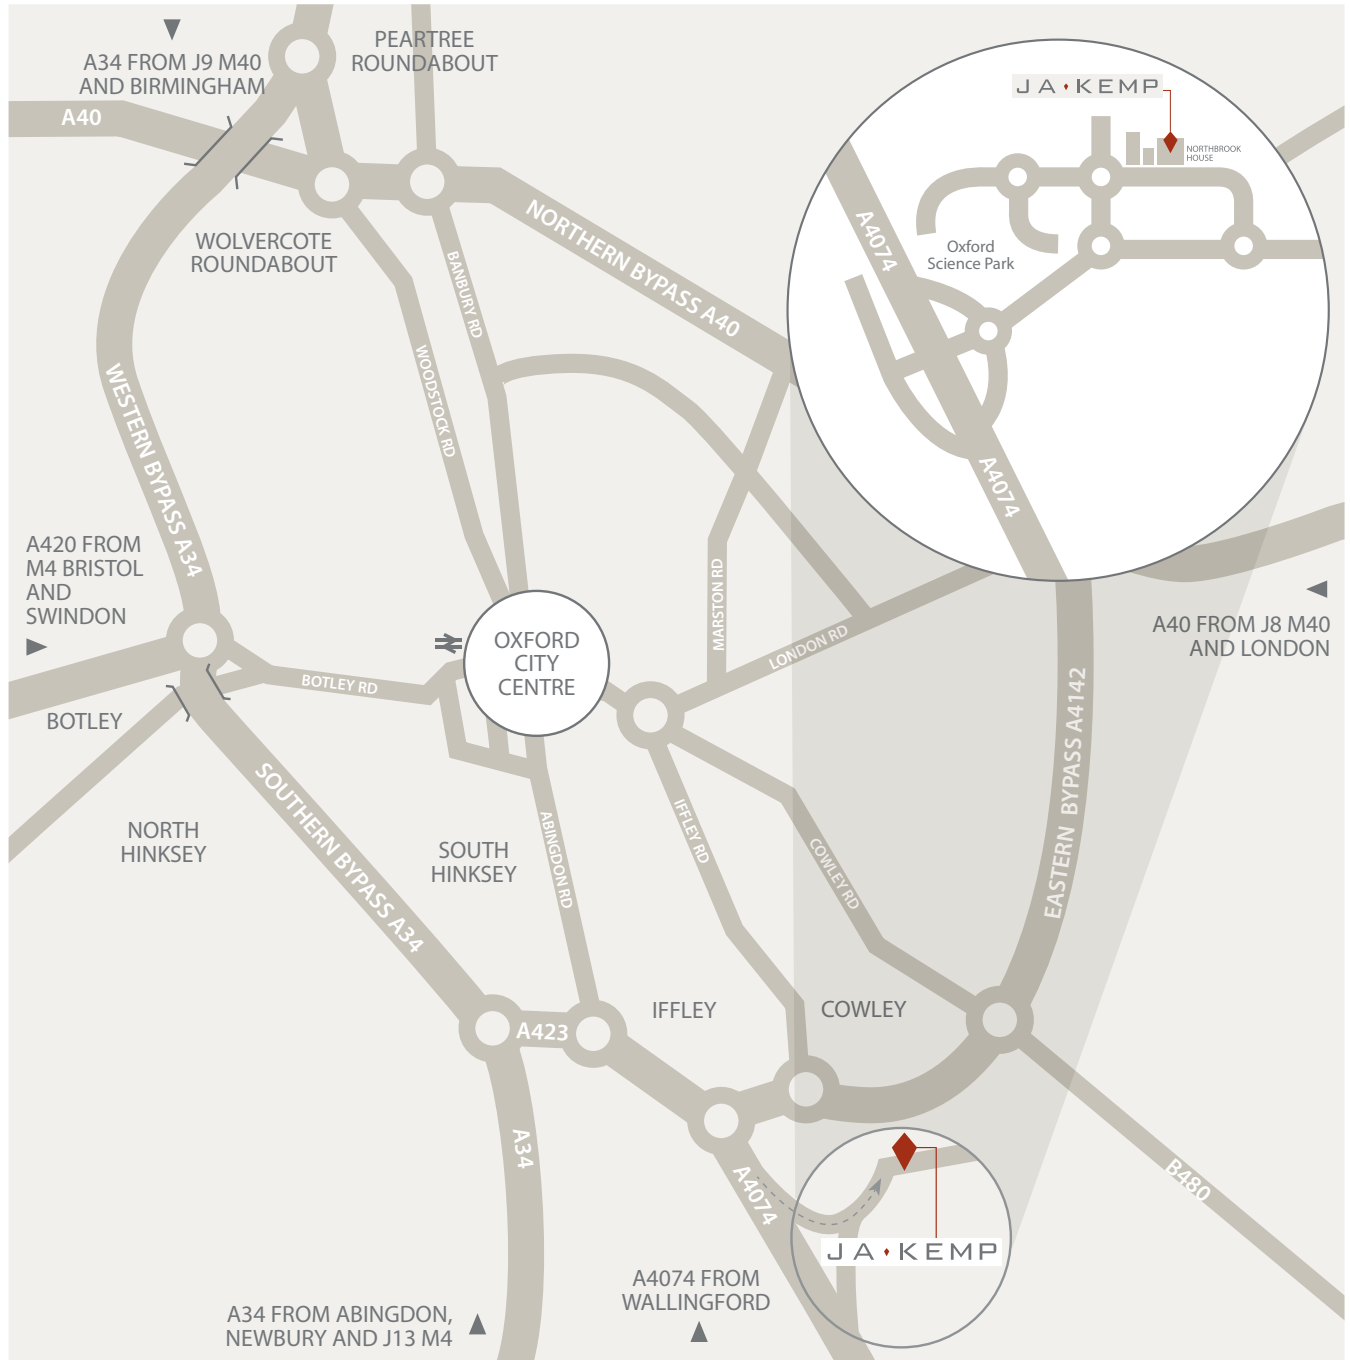 PEARTREE
ROUNDABOUT
A34 FROM J9 M40
AND BIRMINGHAM
A40
WOLVERCOTE
ROUNDABOUT
NORTHERN BYPASS A40
BANBURY RD
WOODSTOCK RD
WESTERN BYPASS A34
JA KEMP
NORTHBROOK
HOUSE
Oxford
Science Park
A4074
A4074
A420 FROM
M4 BRISTOL
AND
SWINDON
OXFORD
CITY
CENTRE
MARSTON RD
LONDON RD
A40 FROM J8 M40
AND LONDON
BOTLEY RD
BOTLEY
EASTERN BYPASS A4142
SOUTHERN BYPASS A34
NORTH
HINKSEY
SOUTH
HINKSEY
ABINGDON RD
IFFLEY RD
COWLEY RD
IFFLEY
COWLEY
A423
A34
A4074
B480
JA KEMP
A4074 FROM
WALLINGFORD
A34 FROM ABINGDON,
NEWBURY AND J13 M4